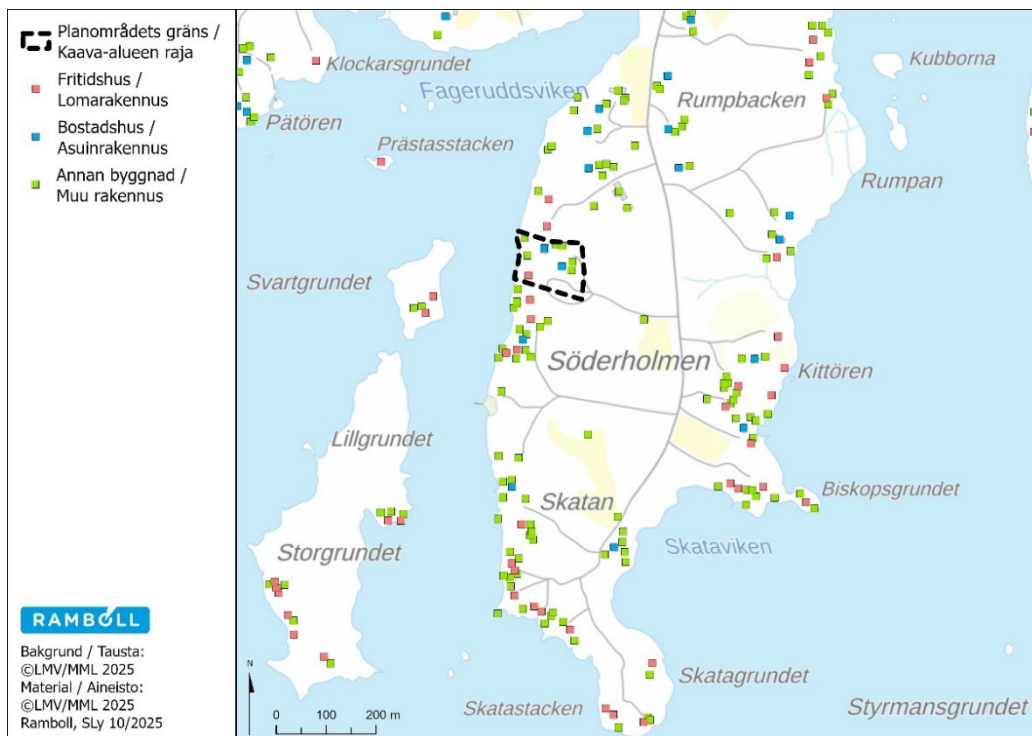 Planområdets gräns /
Kaava-alueen raja
Fritidshus /
Lomarakennus
Bostadshus /
Asuinrakennus
Annan byggnad /
Muu rakennus
RAMBOLL
Bakgrund / Tausta:
©LMV/MML 2025
Material / Aineisto:
©LMV/MML 2025
Ramboll, SLy 10/2025
Klockarsgrundet
Kubborna
Fageruddsviken
Rumpbacken
Pätören
Prästasstacken
Rumpan
Svartgrundet
Söderholmen
Kittören
Lillgrundet
Skatan
Biskopsgrundet
Storgrundet
Skataviken
Skatagrundet
Skatastacken
Styrmansgrundet
N
0 100 200 m